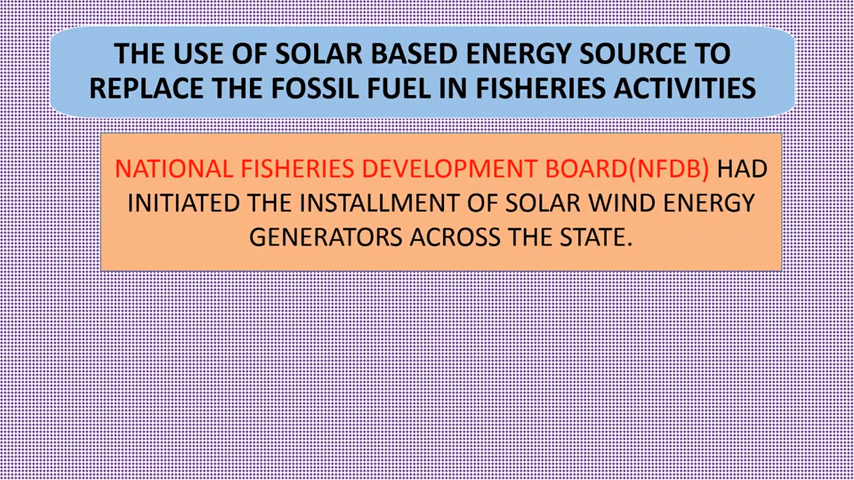 THE USE OF SOLAR BASED ENERGY SOURCE TO
REPLACE THE FOSSIL FUEL IN FISHERIES ACTIVITIES
NATIONAL FISHERIES DEVELOPMENT BOARD(NFDB) HAD
INITIATED THE INSTALLMENT OF SOLAR WIND ENERGY
GENERATORS ACROSS THE STATE.